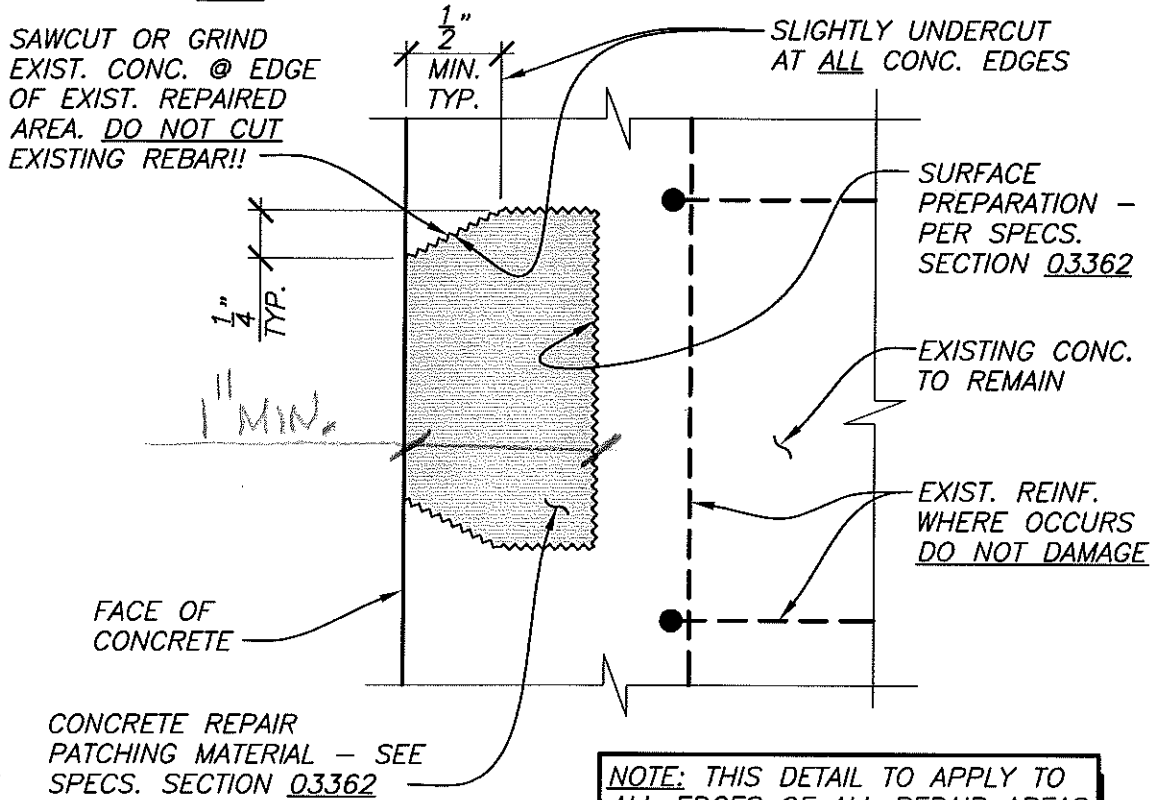 SAWCUT OR GRIND
EXIST. CONC. @ EDGE
OF EXIST. REPAIRED
AREA. DO NOT CUT
EXISTING REBAR!!
1/2"
MIN.
TYP.
SLIGHTLY UNDERCUT
AT ALL CONC. EDGES
SURFACE
PREPARATION –
PER SPECS.
SECTION 03362
1/4"
TYP.
EXISTING CONC.
TO REMAIN
1" MIN.
EXIST. REINF.
WHERE OCCURS
DO NOT DAMAGE
FACE OF
CONCRETE
CONCRETE REPAIR
PATCHING MATERIAL – SEE
SPECS. SECTION 03362
NOTE: THIS DETAIL TO APPLY TO
ALL EDGES OF ALL REPAIR AREAS